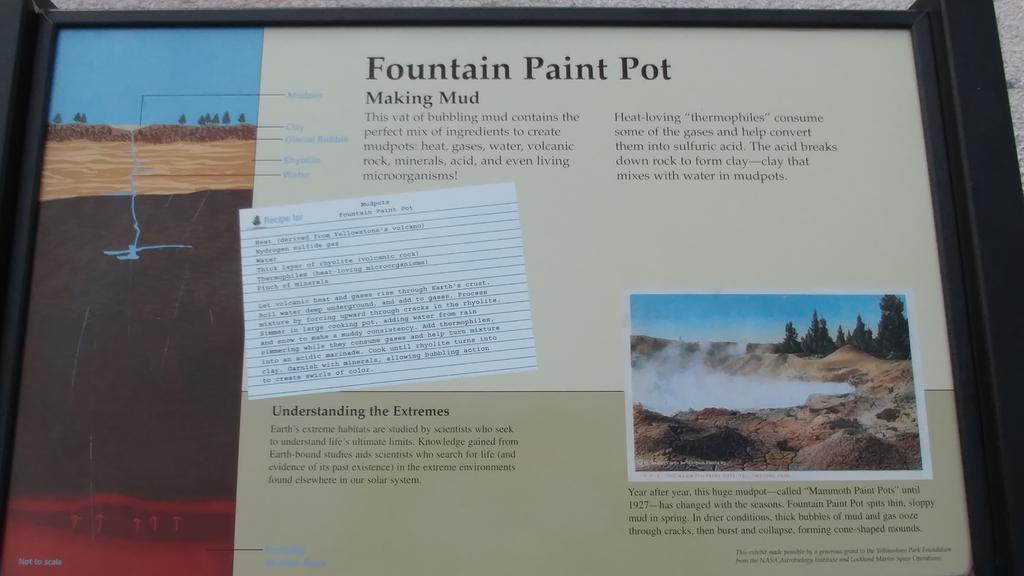 Fountain Paint Pot
Making Mud
This vat of bubbling mud contains the
perfect mix of ingredients to create
mudpots: heat, gases, water, volcanic
rock, minerals, acid, and even living
microorganisms!
Heat-loving "thermophiles" consume
some of the gases and help convert
them into sulfuric acid. The acid breaks
down rock to form clay—clay that
mixes with water in mudpots.
Mudpot
Clay
Glacial Rubble
Rhyolite
Water
Recipe for
Mudpots
Fountain Paint Pot
Heat (derived from Yellowstone's volcano)
Hydrogen sulfide gas
Water
Thick layer of rhyolite (volcanic rock)
Thermophiles (heat-loving microorganisms)
Pinch of minerals
Let volcanic heat and gases rise through Earth's crust.
Boil water deep underground, and add to gases. Process
mixture by forcing upward through cracks in the rhyolite.
Simmer in large cooking pot, adding water from rain
and snow to make a muddy consistency. Add thermophiles,
simmering while they consume gases and help turn mixture
into an acidic marinade. Cook until rhyolite turns into
clay. Garnish with minerals, allowing bubbling action
to create swirls of color.
Understanding the Extremes
Earth's extreme habitats are studied by scientists who seek
to understand life's ultimate limits. Knowledge gained from
Earth-bound studies aids scientists who search for life (and
evidence of its past existence) in the extreme environments
found elsewhere in our solar system.
THE MAMMOTH PAINT POTS, YELLOWSTONE PARK
Year after year, this huge mudpot—called "Mammoth Paint Pots" until
1927—has changed with the seasons. Fountain Paint Pot spits thin, sloppy
mud in spring. In drier conditions, thick bubbles of mud and gas ooze
through cracks, then burst and collapse, forming cone-shaped mounds.
This exhibit made possible by a generous grant to the Yellowstone Park Foundation
from the NASA Astrobiology Institute and Lockheed Martin Space Operations.
Not to scale